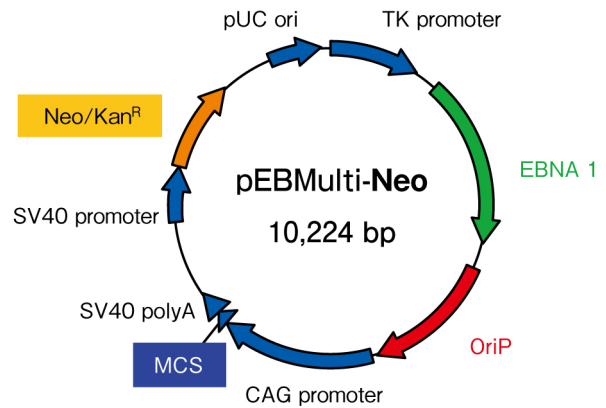 pUC ori
TK promoter
Neo/Kanᴿ
EBNA 1
pEBMulti-Neo
10,224 bp
SV40 promoter
SV40 polyA
OriP
MCS
CAG promoter